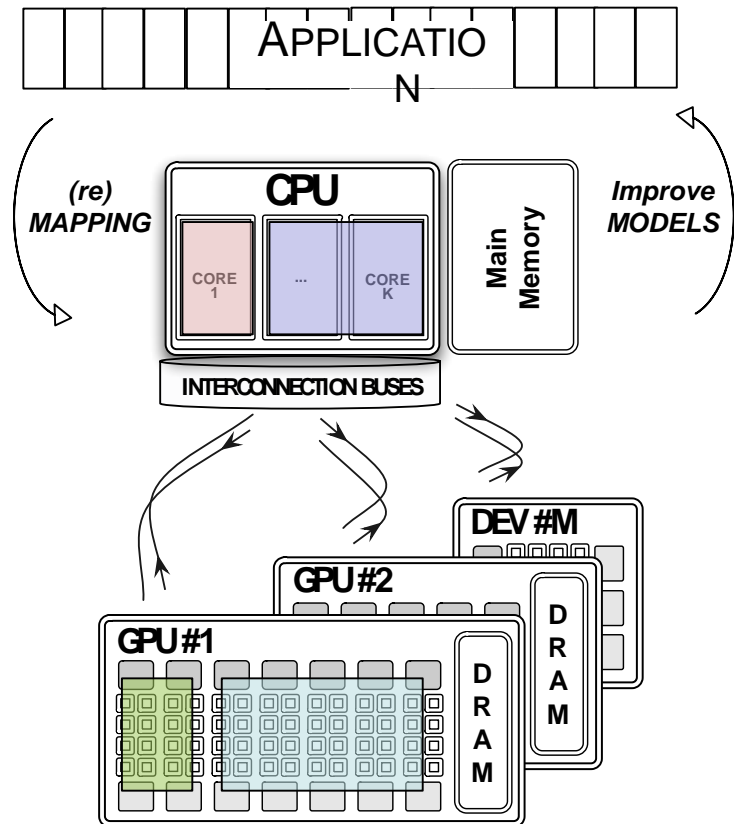 APPLICATIO
N
(re)
MAPPING
CPU
CORE
1
...
CORE
K
Main
Memory
Improve
MODELS
INTERCONNECTION BUSES
DEV #M
GPU #2
D
R
A
M
GPU #1
D
R
A
M